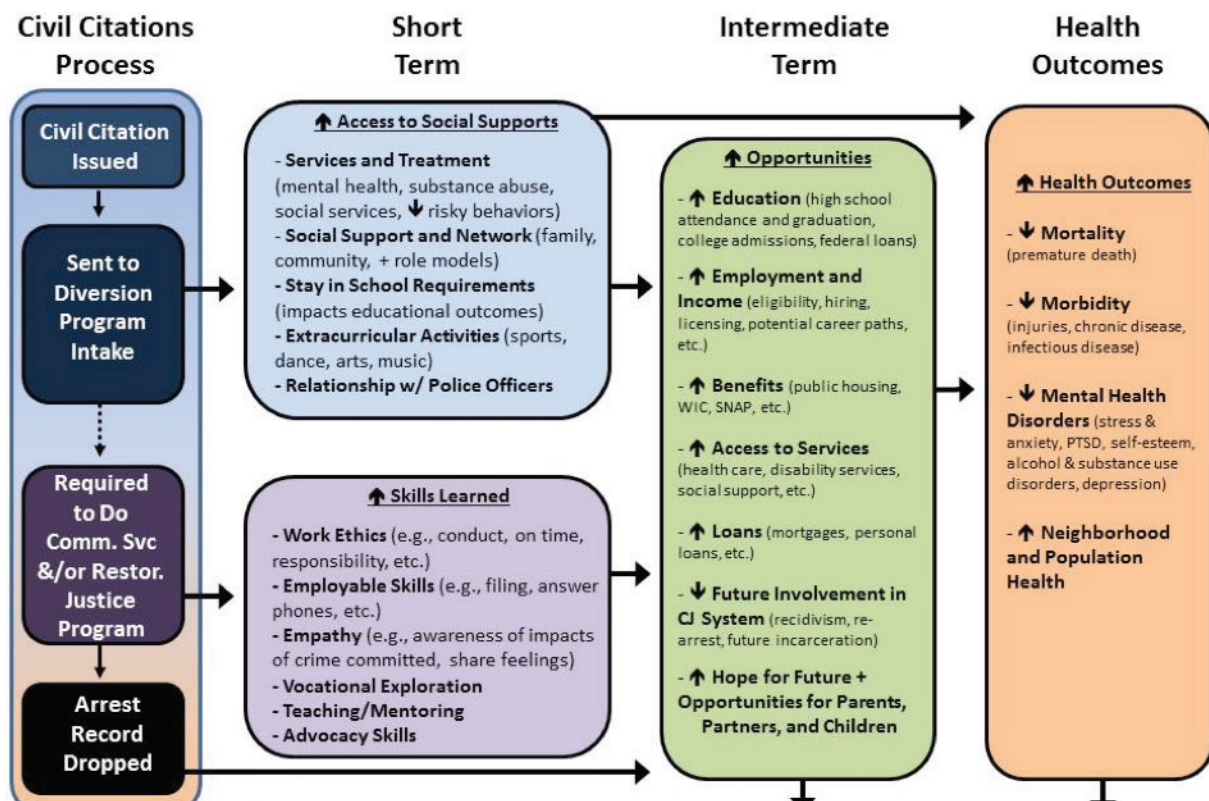 Civil Citations
Process
Short
Term
Intermediate
Term
Health
Outcomes
Civil Citation
Issued
Sent to
Diversion
Program
Intake
Required
to Do
Comm. Svc
&/or Restor.
Justice
Program
Arrest
Record
Dropped
↑ Access to Social Supports
- Services and Treatment
(mental health, substance abuse,
social services, ↓ risky behaviors)
- Social Support and Network (family,
community, + role models)
- Stay in School Requirements
(impacts educational outcomes)
- Extracurricular Activities (sports,
dance, arts, music)
- Relationship w/ Police Officers
↑ Skills Learned
- Work Ethics (e.g., conduct, on time,
responsibility, etc.)
- Employable Skills (e.g., filing, answer
phones, etc.)
- Empathy (e.g., awareness of impacts
of crime committed, share feelings)
- Vocational Exploration
- Teaching/Mentoring
- Advocacy Skills
↑ Opportunities
- ↑ Education (high school
attendance and graduation,
college admissions, federal loans)
- ↑ Employment and
Income (eligibility, hiring,
licensing, potential career paths,
etc.)
- ↑ Benefits (public housing,
WIC, SNAP, etc.)
- ↑ Access to Services
(health care, disability services,
social support, etc.)
- ↑ Loans (mortgages, personal
loans, etc.)
- ↓ Future Involvement in
CJ System (recidivism, re-
arrest, future incarceration)
- ↑ Hope for Future +
Opportunities for Parents,
Partners, and Children
↑ Health Outcomes
- ↓ Mortality
(premature death)
- ↓ Morbidity
(injuries, chronic disease,
infectious disease)
- ↓ Mental Health
Disorders (stress &
anxiety, PTSD, self-esteem,
alcohol & substance use
disorders, depression)
- ↑ Neighborhood
and Population
Health